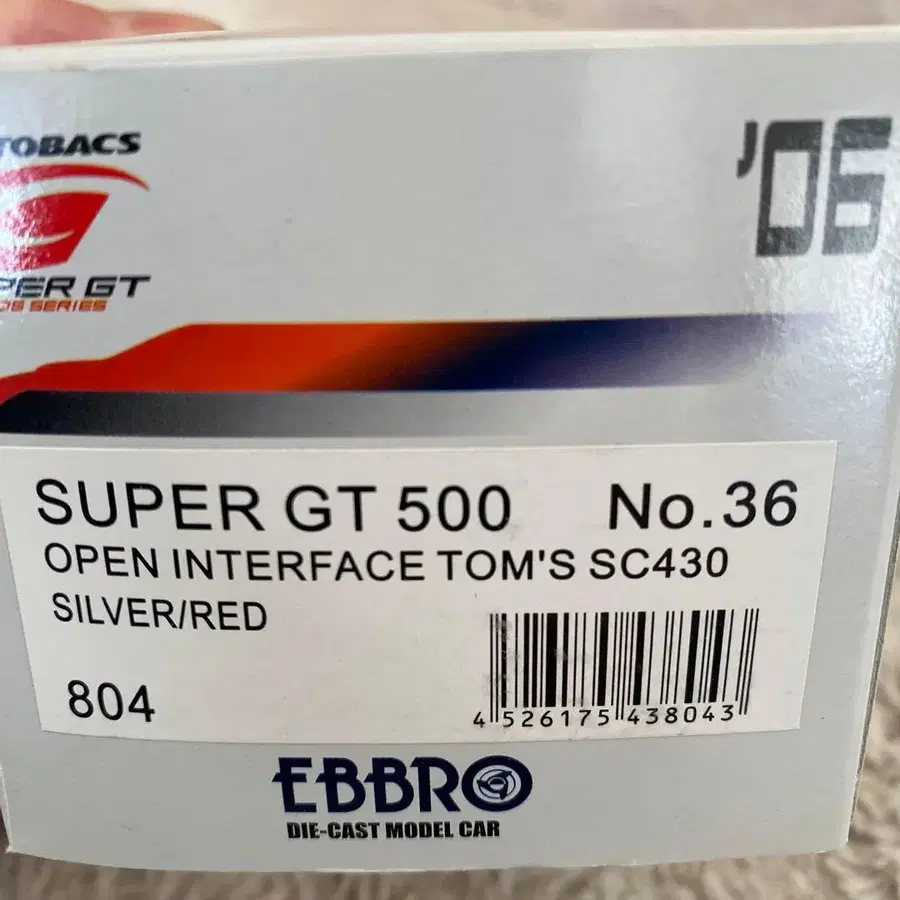 TOBACS
'06
PER GT
SERIES
SUPER GT 500 No.36
OPEN INTERFACE TOM'S SC430
SILVER/RED
804
4 526175 438043
EBBRO
DIE-CAST MODEL CAR